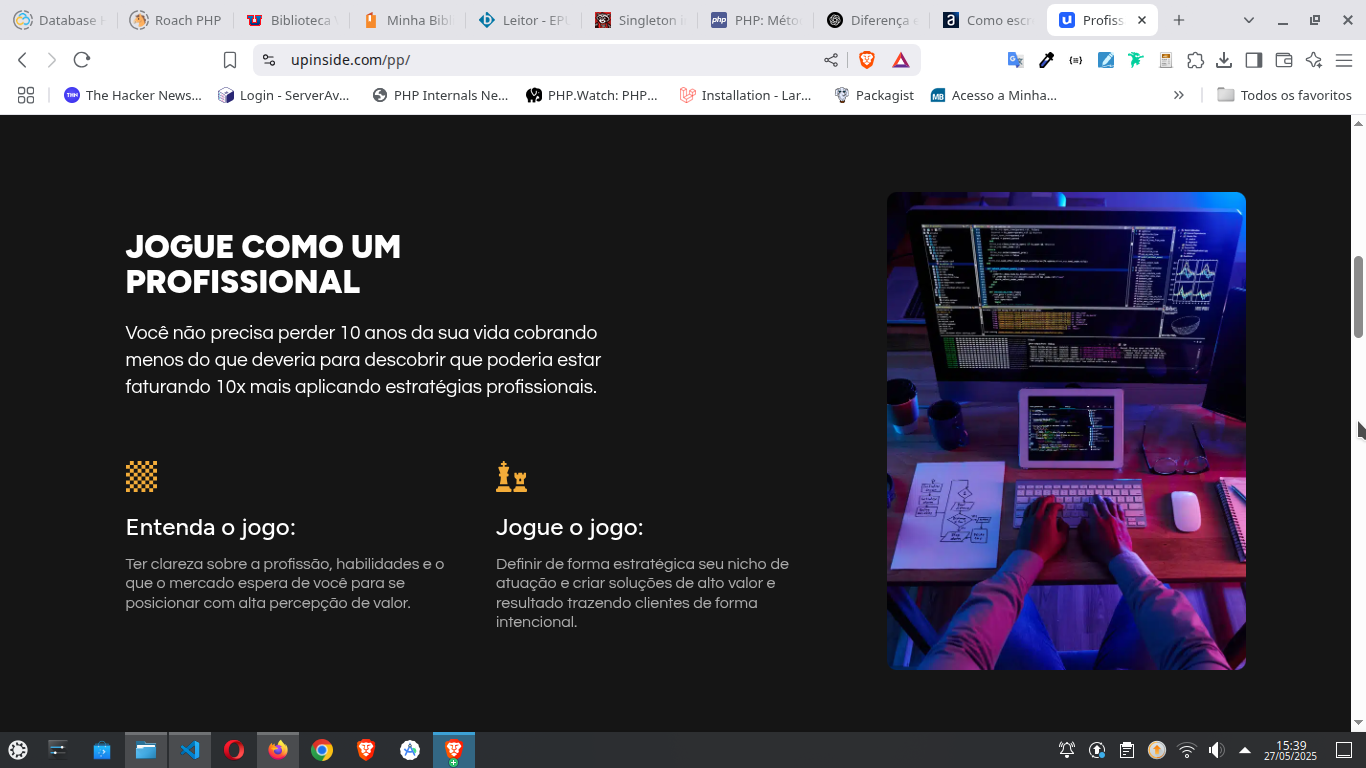 Database
Roach PHP
Biblioteca
Minha Bibl
Leitor - EPU
Singleton i
PHP: Méto
Diferença e
Como escr
Profiss
upinside.com/pp/
The Hacker News...
Login - ServerAv...
PHP Internals Ne...
PHP.Watch: PHP...
Installation - Lar...
Packagist
Acesso a Minha...
Todos os favoritos
JOGUE COMO UM
PROFISSIONAL
Você não precisa perder 10 anos da sua vida cobrando
menos do que deveria para descobrir que poderia estar
faturando 10x mais aplicando estratégias profissionais.
Entenda o jogo:
Ter clareza sobre a profissão, habilidades e o
que o mercado espera de você para se
posicionar com alta percepção de valor.
Jogue o jogo:
Definir de forma estratégica seu nicho de
atuação e criar soluções de alto valor e
resultado trazendo clientes de forma
intencional.
15:39
27/05/2025